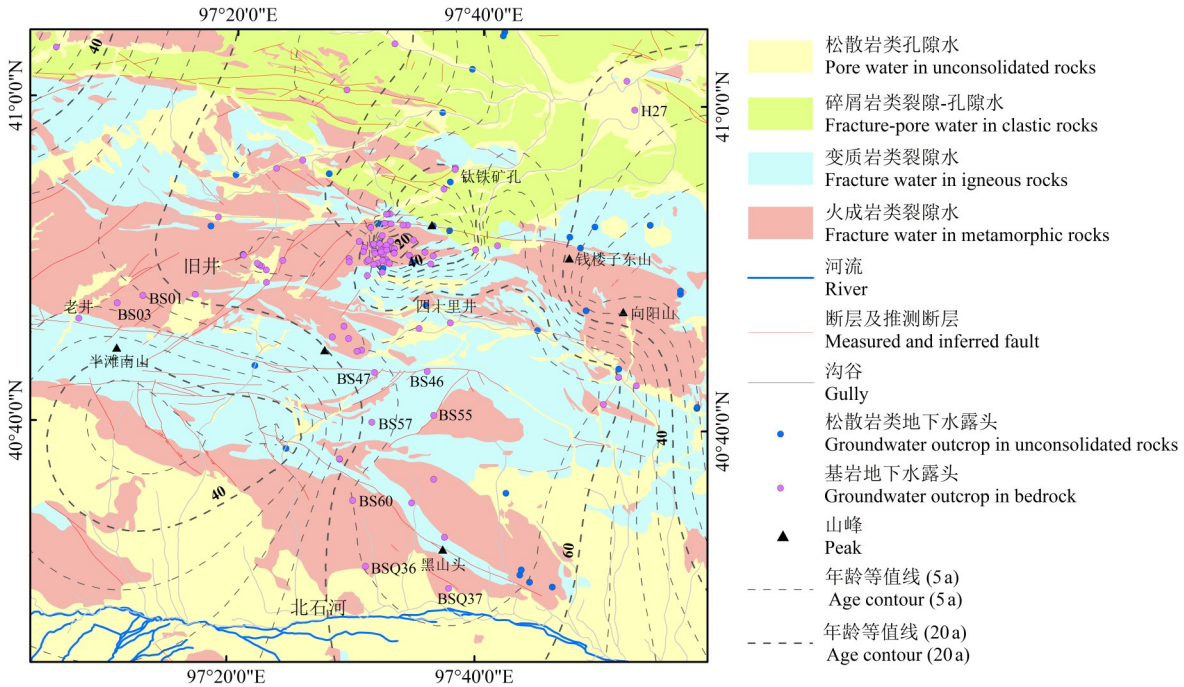 97°20′0″E
97°40′0″E
41°0′0″N
41°0′0″N
40
H27
钛铁矿孔
20
40
钱楼子东山
旧井
四十里井
向阳山
BS01
老井
BS03
半滩南山
BS47
BS46
BS55
BS57
40°40′0″N
40°40′0″N
40
40
BS60
60
黑山头
BSQ36
BSQ37
北石河
97°20′0″E
97°40′0″E
松散岩类孔隙水
Pore water in unconsolidated rocks
碎屑岩类裂隙-孔隙水
Fracture-pore water in clastic rocks
变质岩类裂隙水
Fracture water in igneous rocks
火成岩类裂隙水
Fracture water in metamorphic rocks
河流
River
断层及推测断层
Measured and inferred fault
沟谷
Gully
松散岩类地下水露头
Groundwater outcrop in unconsolidated rocks
基岩地下水露头
Groundwater outcrop in bedrock
山峰
Peak
年龄等值线 (5 a)
Age contour (5 a)
年龄等值线 (20 a)
Age contour (20 a)